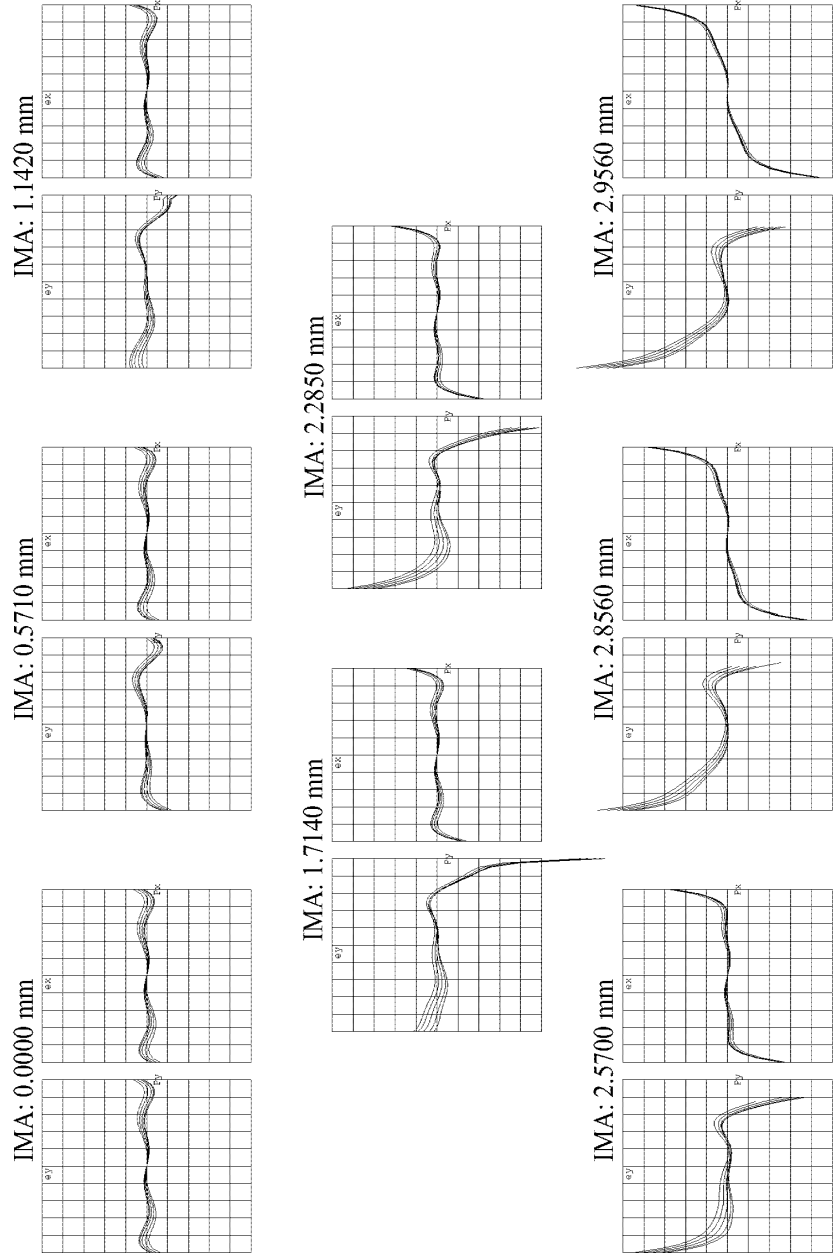 IMA: 0.0000 mm
ey
Py
ex
Px
IMA: 0.5710 mm
ey
Py
ex
Px
IMA: 1.1420 mm
ey
Py
ex
Px
IMA: 1.7140 mm
ey
Py
ex
Px
IMA: 2.2850 mm
ey
Py
ex
Px
IMA: 2.5700 mm
ey
Py
ex
Px
IMA: 2.8560 mm
ey
Py
ex
Px
IMA: 2.9560 mm
ey
Py
ex
Px